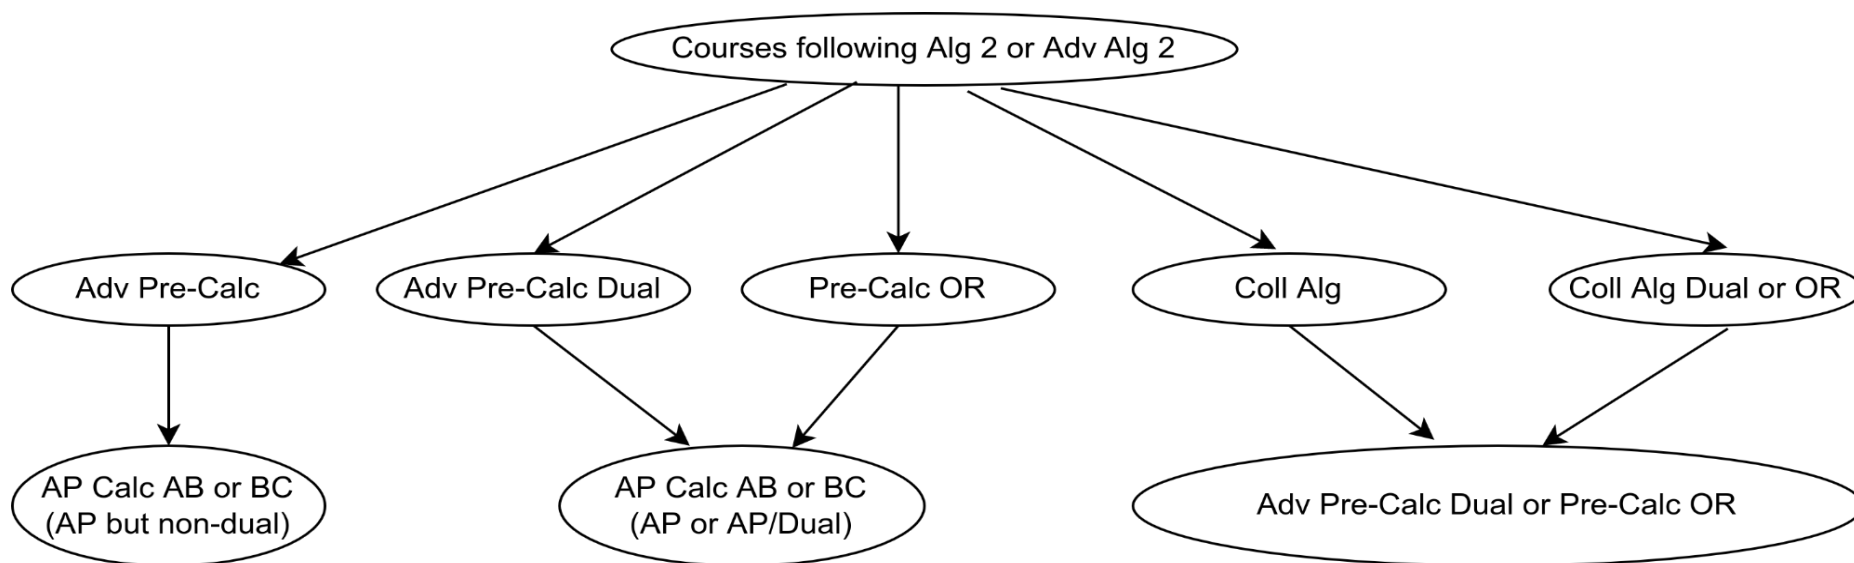 Courses following Alg 2 or Adv Alg 2
Adv Pre-Calc
Adv Pre-Calc Dual
Pre-Calc OR
Coll Alg
Coll Alg Dual or OR
AP Calc AB or BC
(AP but non-dual)
AP Calc AB or BC
(AP or AP/Dual)
Adv Pre-Calc Dual or Pre-Calc OR